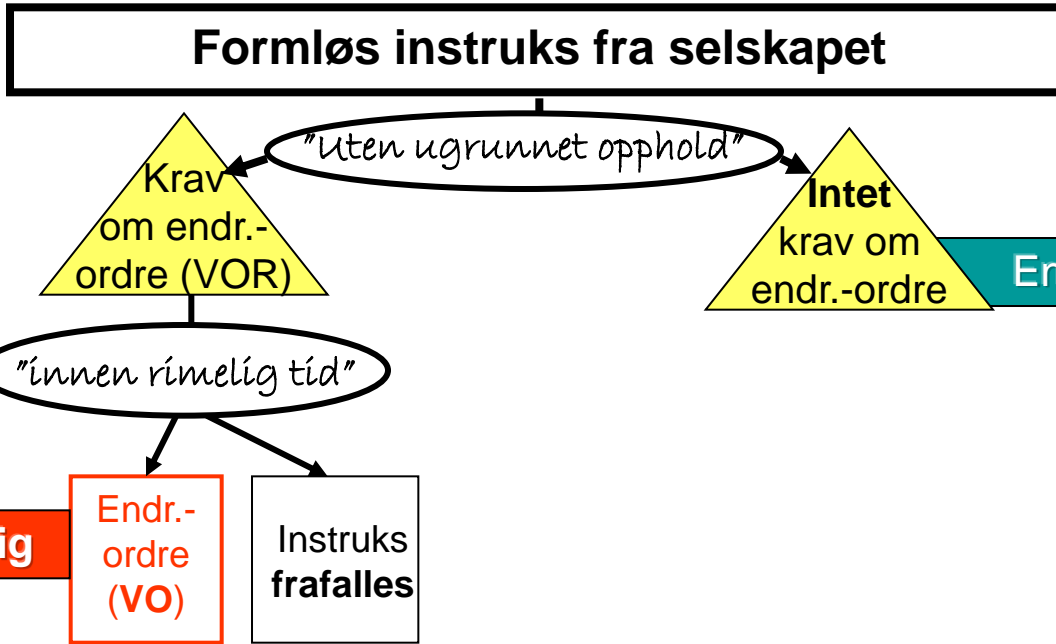 Formløs instruks fra selskapet
"Uten ugrunnet opphold"
Krav
om endr.-
ordre (VOR)
Intet
krav om
endr.-ordre
"innen rimelig tid"
Endr.-
ordre
(VO)
Instruks
frafalles